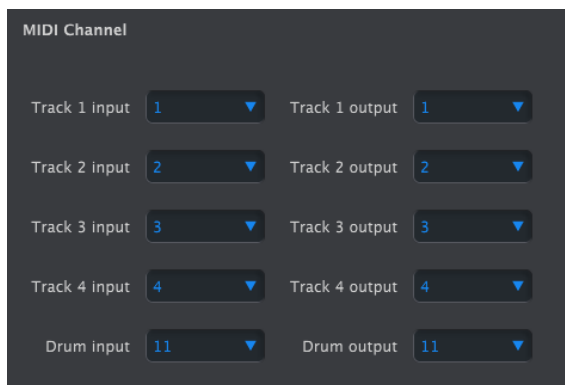 MIDI Channel
Track 1 input 1 Track 1 output 1
Track 2 input 2 Track 2 output 2
Track 3 input 3 Track 3 output 3
Track 4 input 4 Track 4 output 4
Drum input 11 Drum output 11